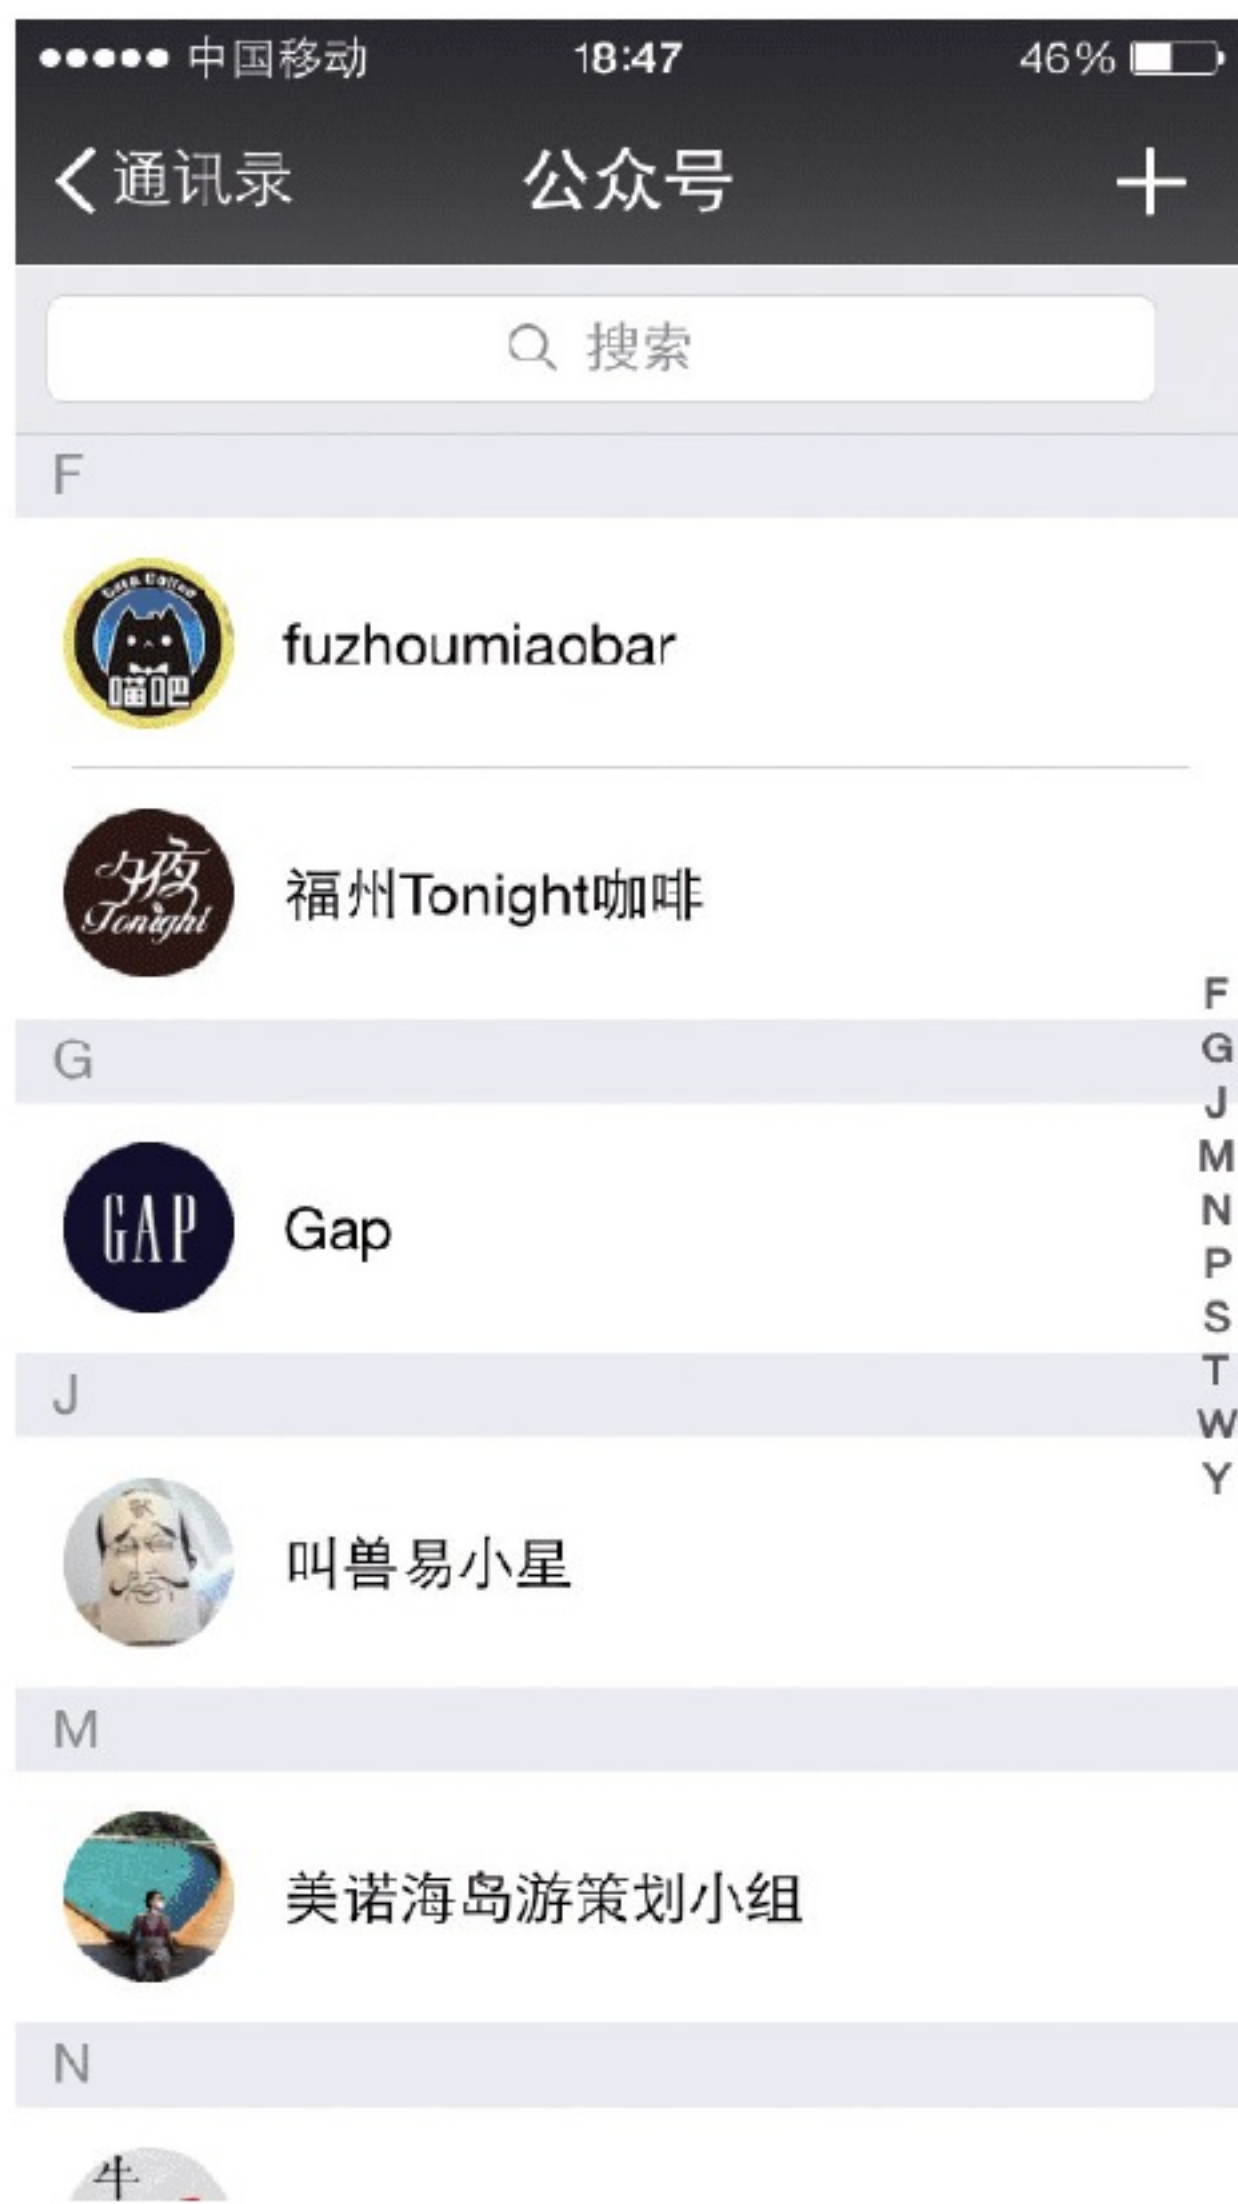 中国移动 18:47 46%
通讯录 公众号
搜索
F
喵吧
fuzhoumiaobar
夜
Tonight
福州Tonight咖啡
G
GAP
Gap
J
叫兽易小星
M
美诺海岛游策划小组
N
牛
F
G
J
M
N
P
S
T
W
Y